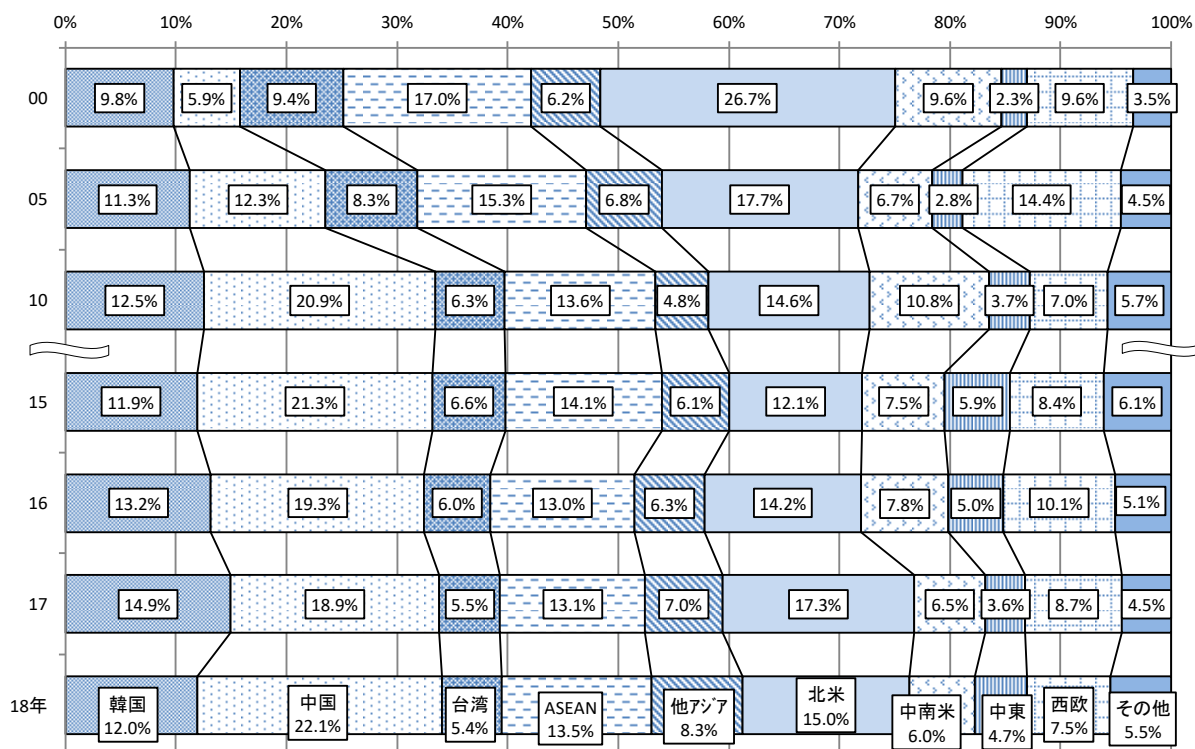 0% 10% 20% 30% 40% 50% 60% 70% 80% 90% 100%
00 9.8% 5.9% 9.4% 17.0% 6.2% 26.7% 9.6% 2.3% 9.6% 3.5%
05 11.3% 12.3% 8.3% 15.3% 6.8% 17.7% 6.7% 2.8% 14.4% 4.5%
10 12.5% 20.9% 6.3% 13.6% 4.8% 14.6% 10.8% 3.7% 7.0% 5.7%
15 11.9% 21.3% 6.6% 14.1% 6.1% 12.1% 7.5% 5.9% 8.4% 6.1%
16 13.2% 19.3% 6.0% 13.0% 6.3% 14.2% 7.8% 5.0% 10.1% 5.1%
17 14.9% 18.9% 5.5% 13.1% 7.0% 17.3% 6.5% 3.6% 8.7% 4.5%
18年 韓国 中国 台湾 ASEAN 他アジア 北米 中南米 中東 西欧 その他
12.0% 22.1% 5.4% 13.5% 8.3% 15.0% 6.0% 4.7% 7.5% 5.5%